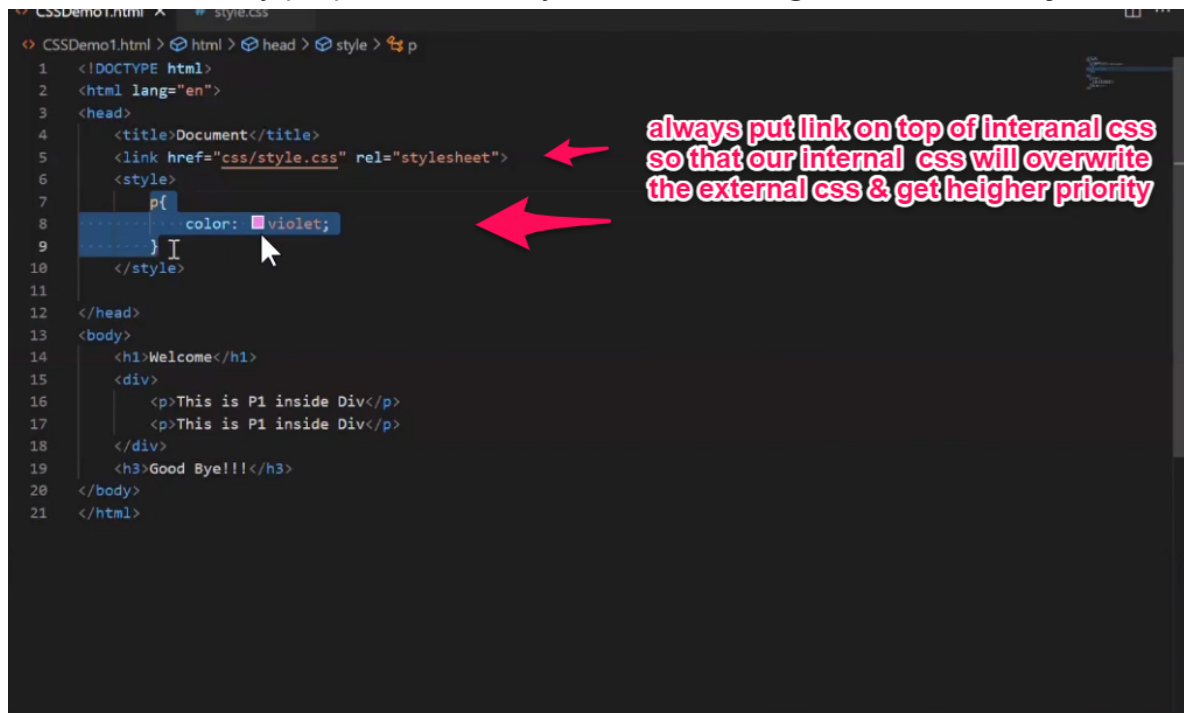 CSSDemo1.html × # style.css
<> CSSDemo1.html > html > head > style > p
1 <!DOCTYPE html>
2 <html lang="en">
3 <head>
4 <title>Document</title>
5 <link href="css/style.css" rel="stylesheet">
6 <style>
7 p{
8 color: violet;
9 }
10 </style>
11
12 </head>
13 <body>
14 <h1>Welcome</h1>
15 <div>
16 <p>This is P1 inside Div</p>
17 <p>This is P1 inside Div</p>
18 </div>
19 <h3>Good Bye!!!</h3>
20 </body>
21 </html>
always put link on top of interanal css
so that our internal css will overwrite
the external css & get heigher priority